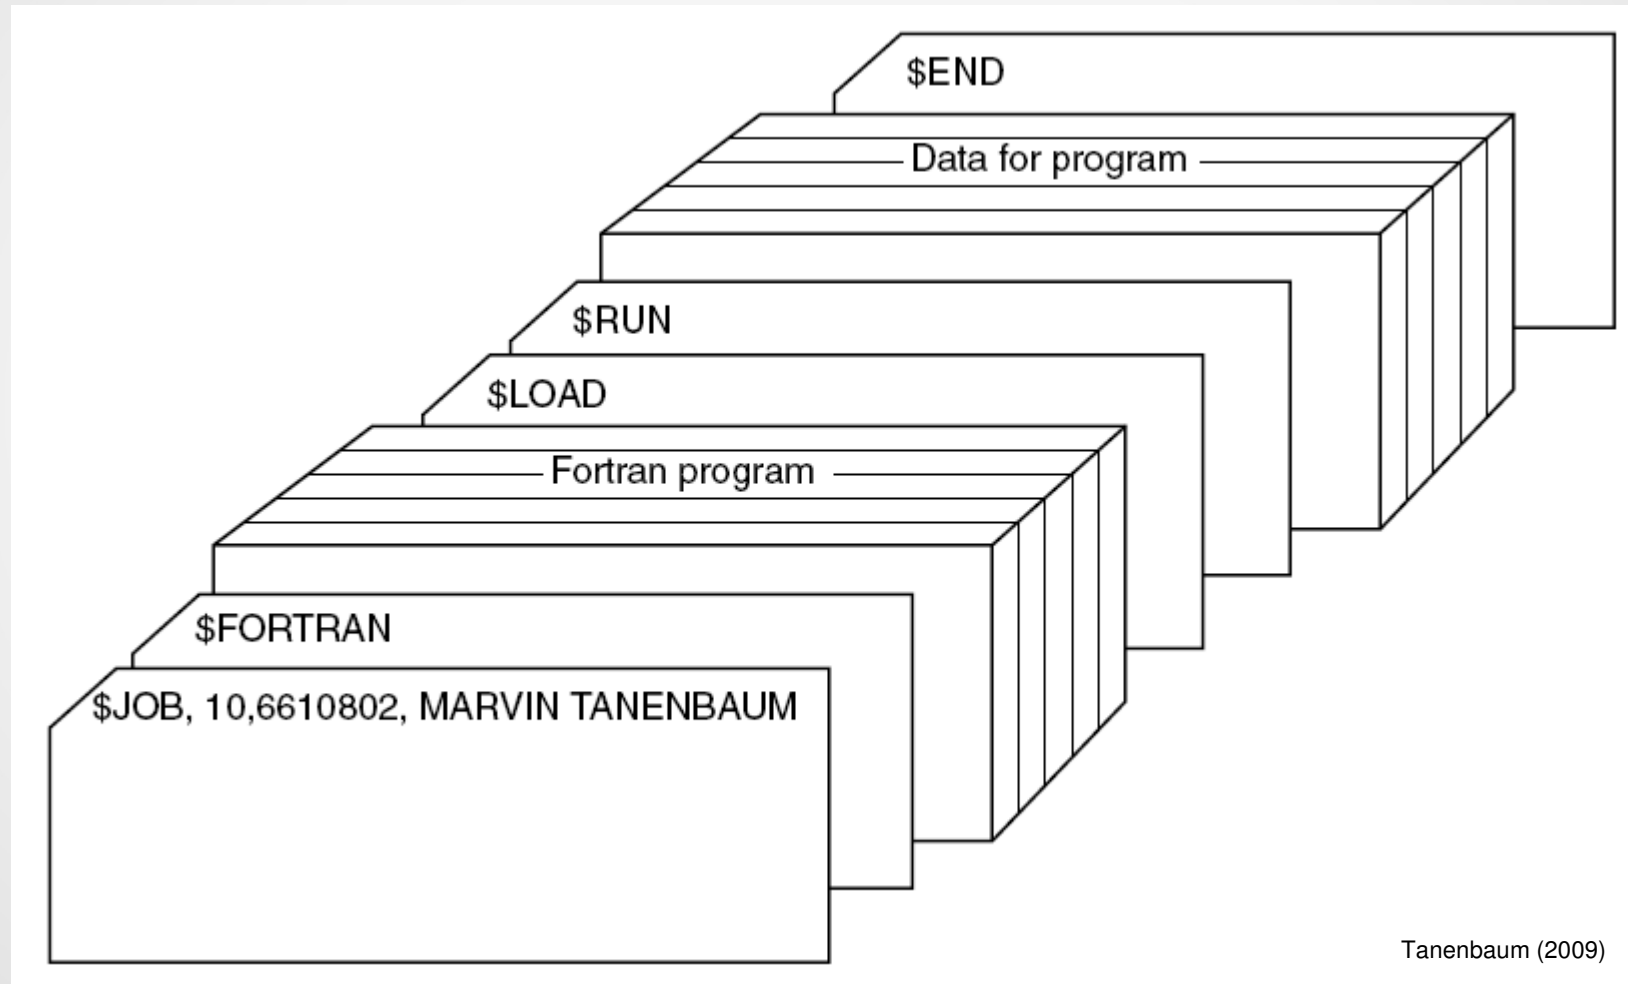 $END
Data for program
$RUN
$LOAD
Fortran program
$FORTRAN
$JOB, 10,6610802, MARVIN TANENBAUM
Tanenbaum (2009)